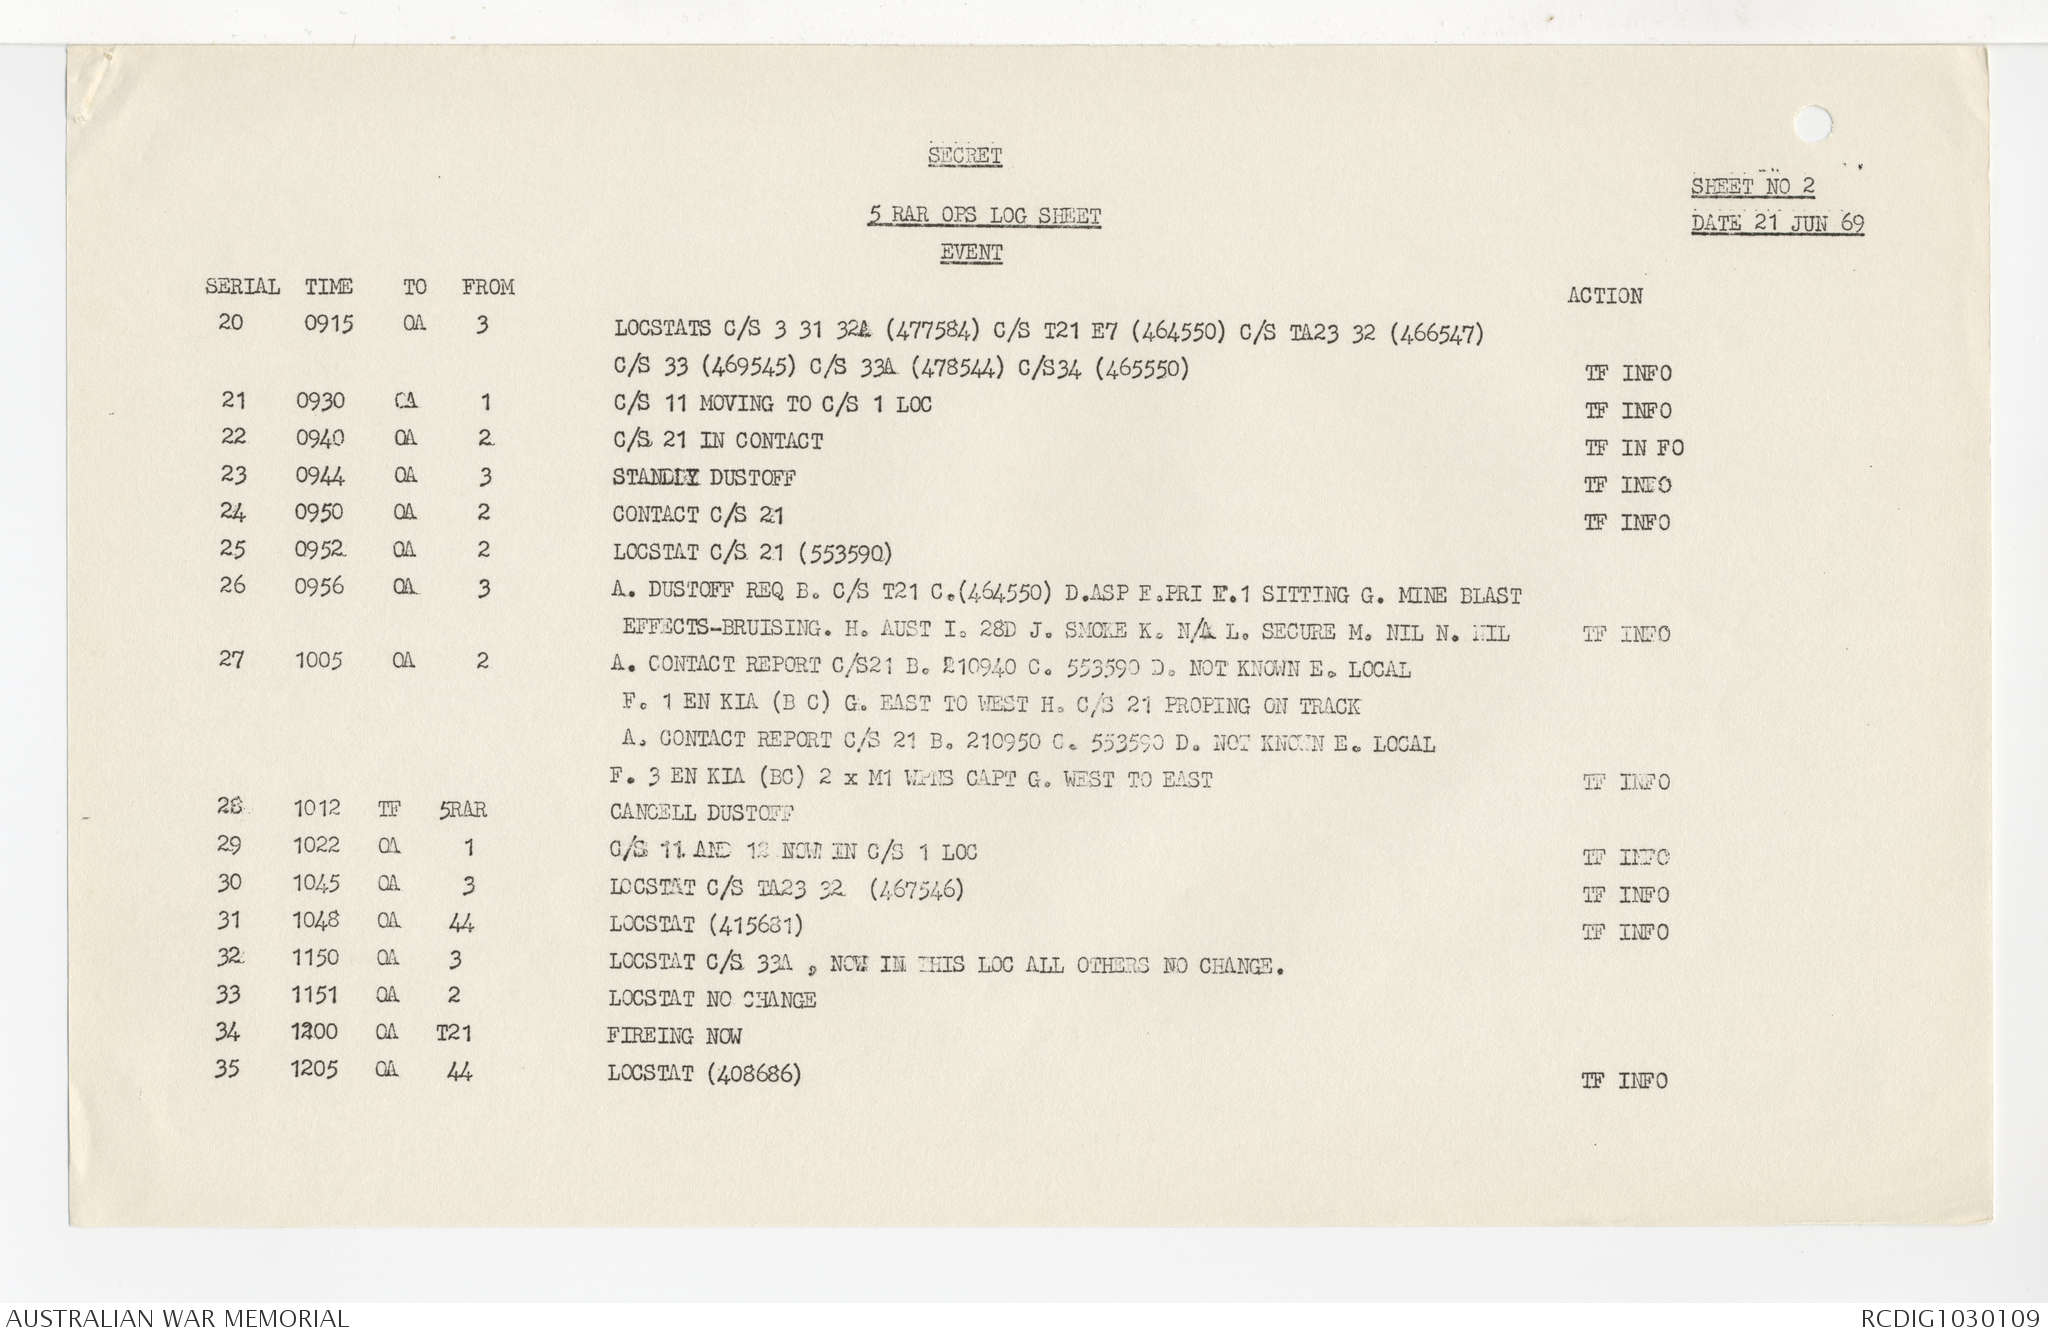 SECRET
SHEET NO 2
5 RAR OPS LOG SHEET
DATE 21 JUN 69
EVENT
SERIAL TIME TO FROM ACTION
20 0915 OA 3 LOCSTATS C/S 3 31 32A (477584) C/S T21 E7 (464550) C/S TA23 32 (466547)
C/S 33 (469545) C/S 33A (478544) C/S34 (465550) TF INFO
21 0930 OA 1 C/S 11 MOVING TO C/S 1 LOC TF INFO
22 0940 OA 2 C/S 21 IN CONTACT TF IN FO
23 0944 OA 3 STANDBY DUSTOFF TF INFO
24 0950 OA 2 CONTACT C/S 21 TF INFO
25 0952 OA 2 LOCSTAT C/S 21 (553590)
26 0956 OA 3 A. DUSTOFF REQ B. C/S T21 C.(464550) D.ASP E.PRI F.1 SITTING G. MINE BLAST
EFFECTS-BRUISING. H. AUST I. 28D J. SMOKE K. N/A L. SECURE M. NIL N. NIL TF INFO
27 1005 OA 2 A. CONTACT REPORT C/S21 B. 210940 C. 553590 D. NOT KNOWN E. LOCAL
F. 1 EN KIA (B C) G. EAST TO WEST H. C/S 21 PROPING ON TRACK
A. CONTACT REPORT C/S 21 B. 210950 C. 553590 D. NOT KNOWN E. LOCAL
F. 3 EN KIA (BC) 2 x M1 WPNS CAPT G. WEST TO EAST TF INFO
28 1012 TF 5RAR CANCELL DUSTOFF
29 1022 OA 1 C/S 11 AND 12 NOW IN C/S 1 LOC TF INFO
30 1045 OA 3 LOCSTAT C/S TA23 32 (467546) TF INFO
31 1048 OA 44 LOCSTAT (415681) TF INFO
32 1150 OA 3 LOCSTAT C/S 33A , NOW IN THIS LOC ALL OTHERS NO CHANGE.
33 1151 OA 2 LOCSTAT NO CHANGE
34 1200 OA T21 FIREING NOW
35 1205 OA 44 LOCSTAT (408686) TF INFO
AUSTRALIAN WAR MEMORIAL RCDIG1030109